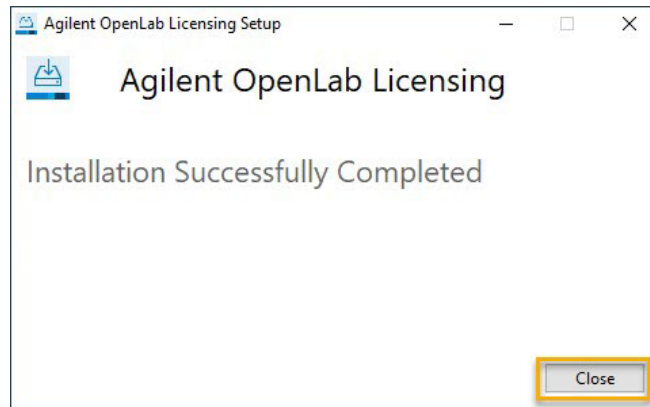 Agilent OpenLab Licensing Setup
Agilent OpenLab Licensing
Installation Successfully Completed
Close